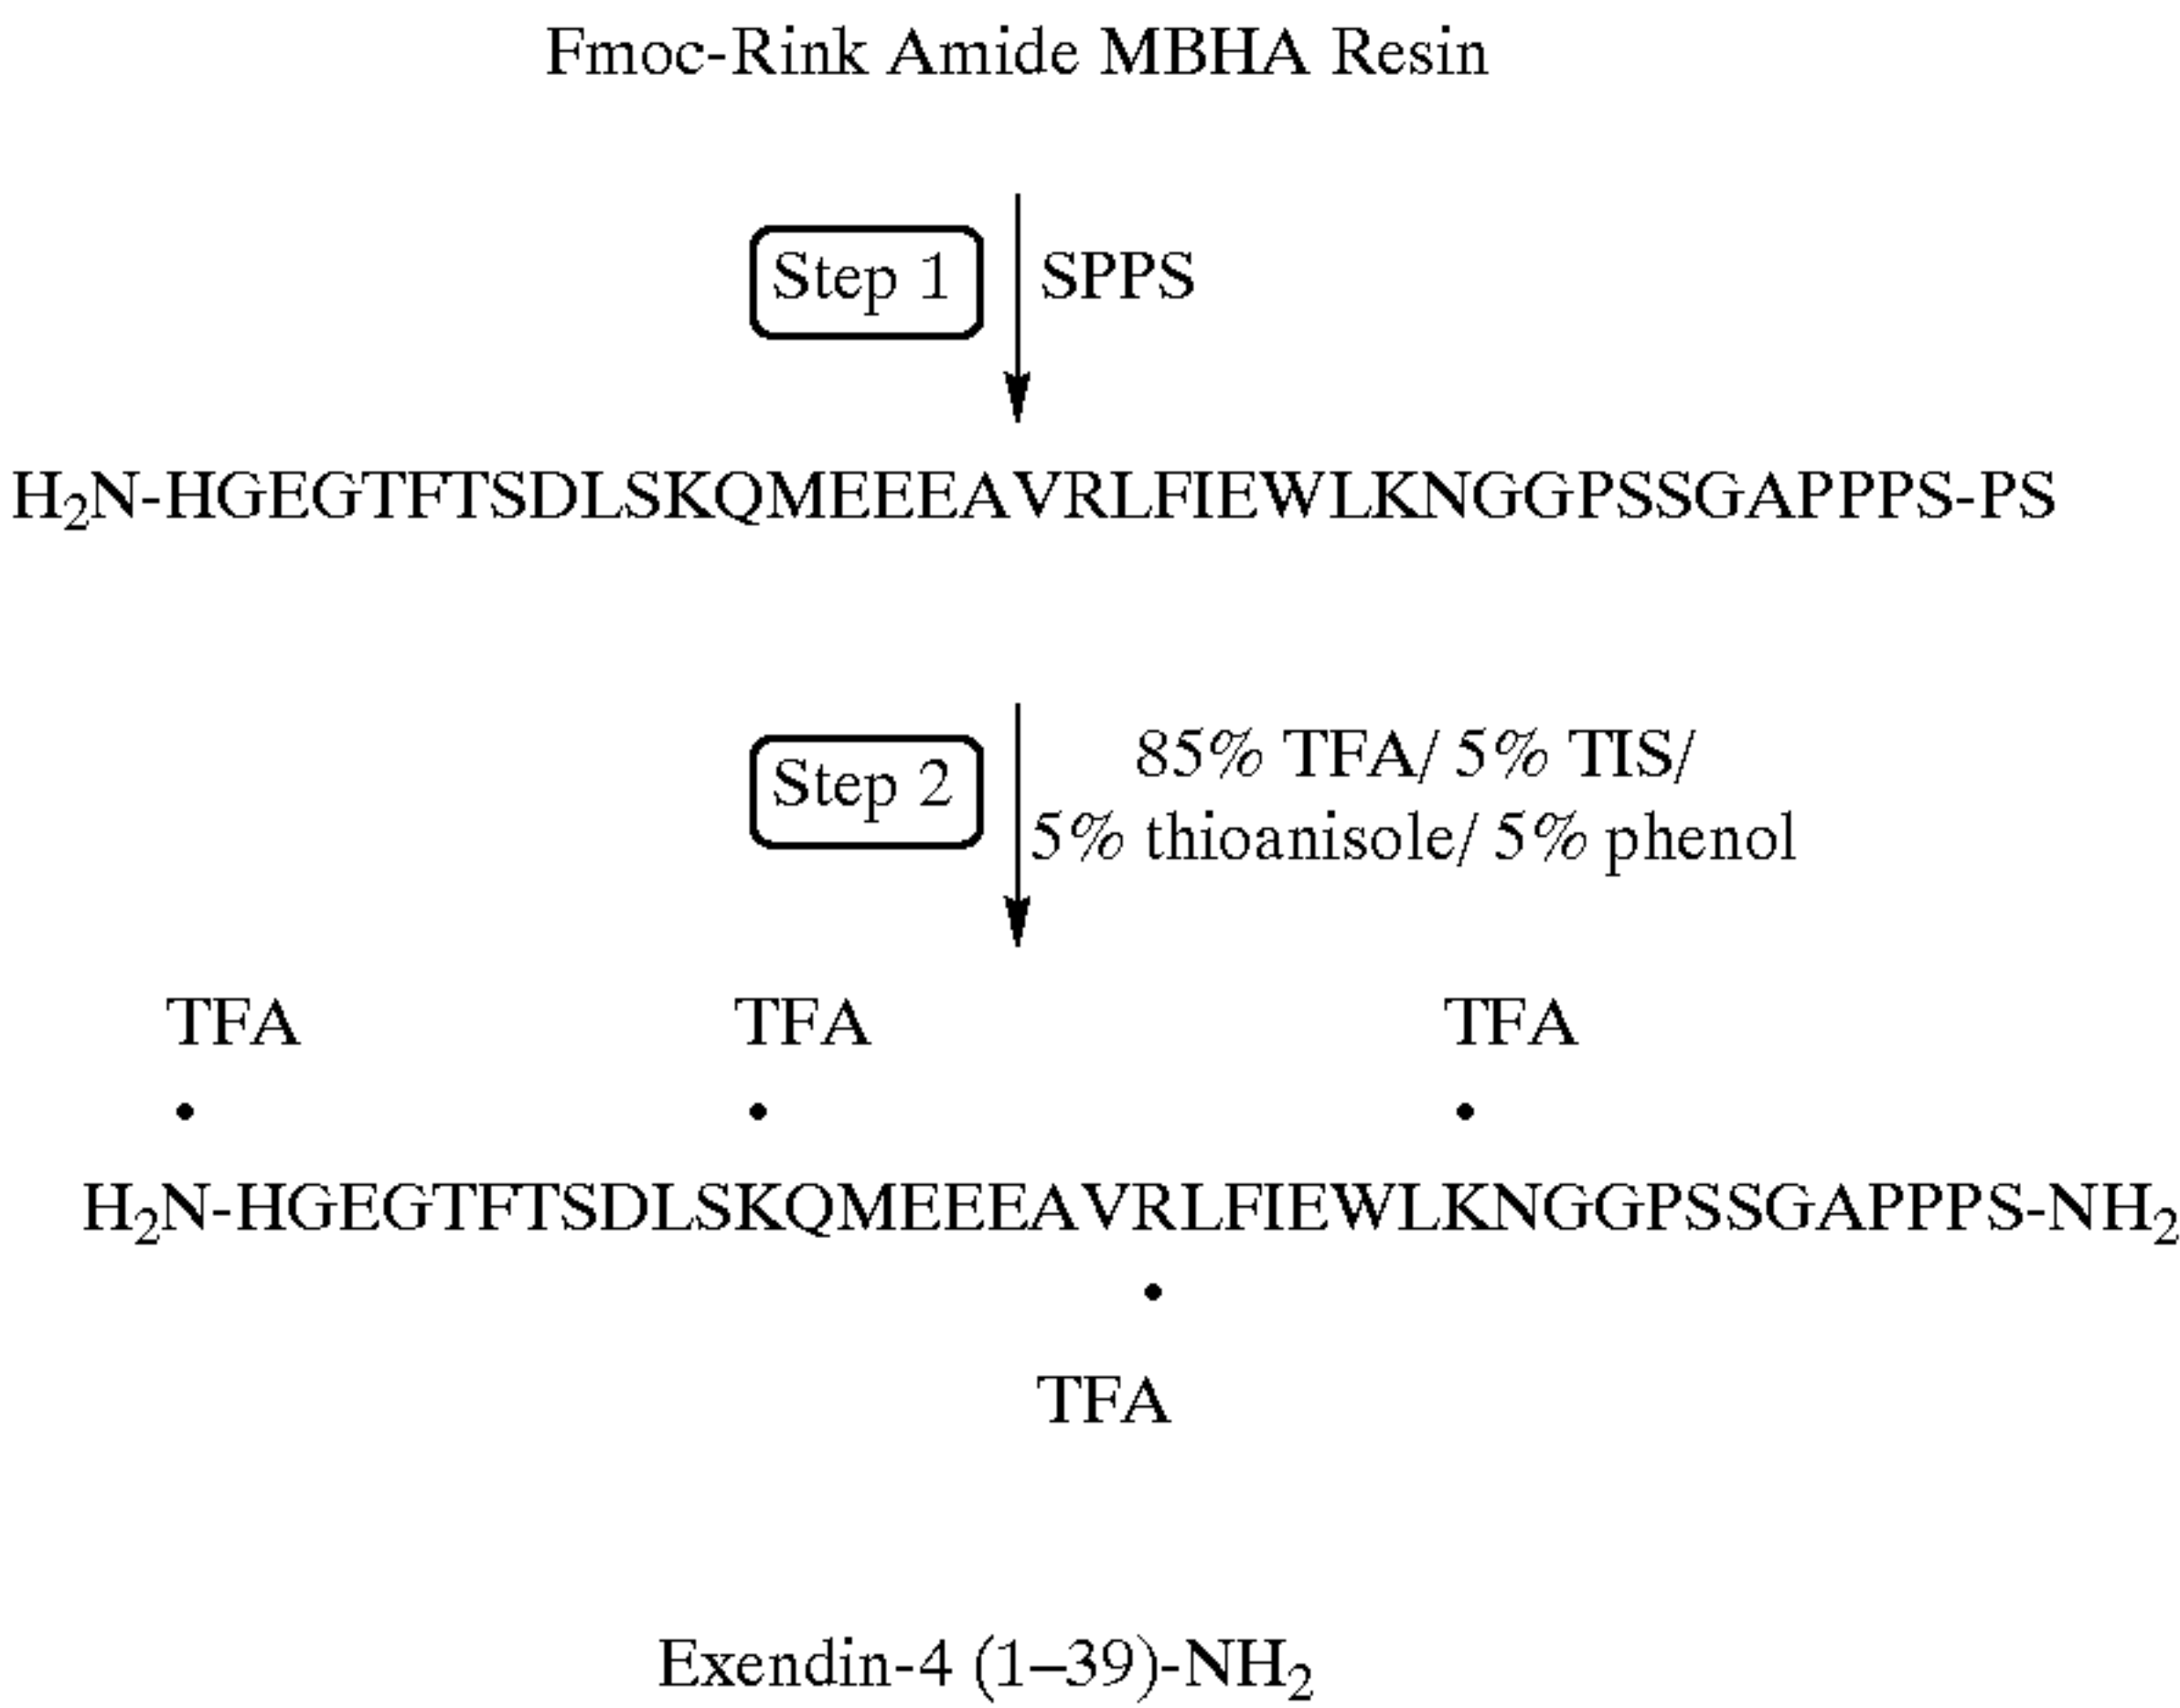 Fmoc-Rink Amide MBHA Resin
Step 1
SPPS
H₂N-HGEGTFTSDLSKQMEEEAVRLFIEWLKNGGPSSGAPPPS-PS
Step 2
85% TFA/ 5% TIS/
5% thioanisole/ 5% phenol
TFA TFA TFA
• • •
H₂N-HGEGTFTSDLSKQMEEEAVRLFIEWLKNGGPSSGAPPPS-NH₂
•
TFA
Exendin-4 (1–39)-NH₂